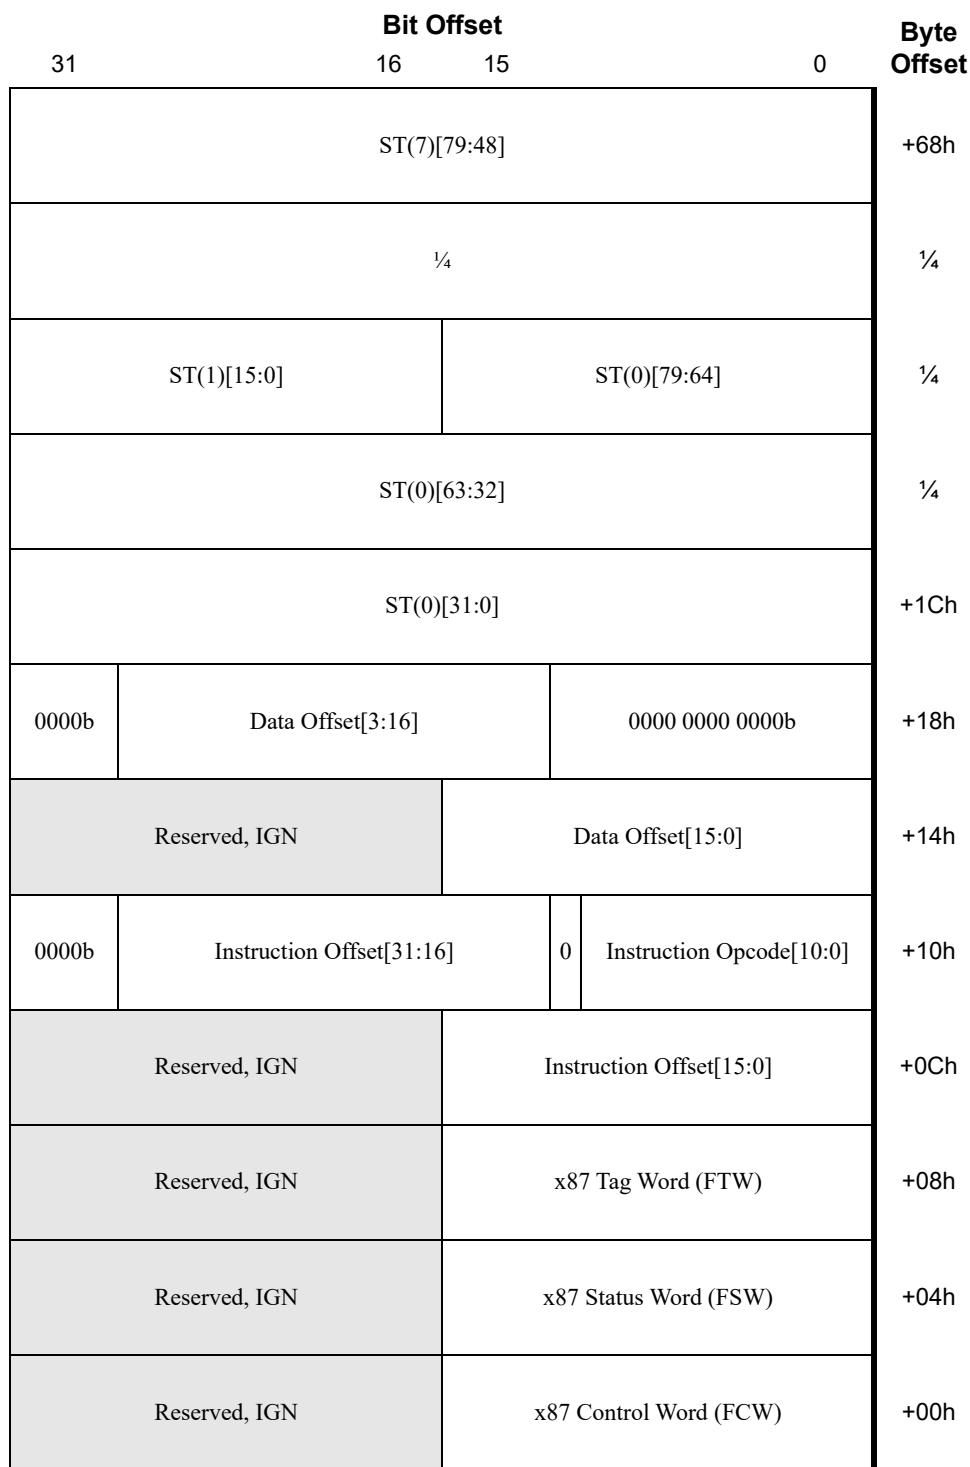 Bit Offset
Byte Offset
31 16 15 0
ST(7)[79:48] +68h
¼ ¼
ST(1)[15:0] ST(0)[79:64] ¼
ST(0)[63:32] ¼
ST(0)[31:0] +1Ch
0000b Data Offset[3:16] 0000 0000 0000b +18h
Reserved, IGN Data Offset[15:0] +14h
0000b Instruction Offset[31:16] 0 Instruction Opcode[10:0] +10h
Reserved, IGN Instruction Offset[15:0] +0Ch
Reserved, IGN x87 Tag Word (FTW) +08h
Reserved, IGN x87 Status Word (FSW) +04h
Reserved, IGN x87 Control Word (FCW) +00h